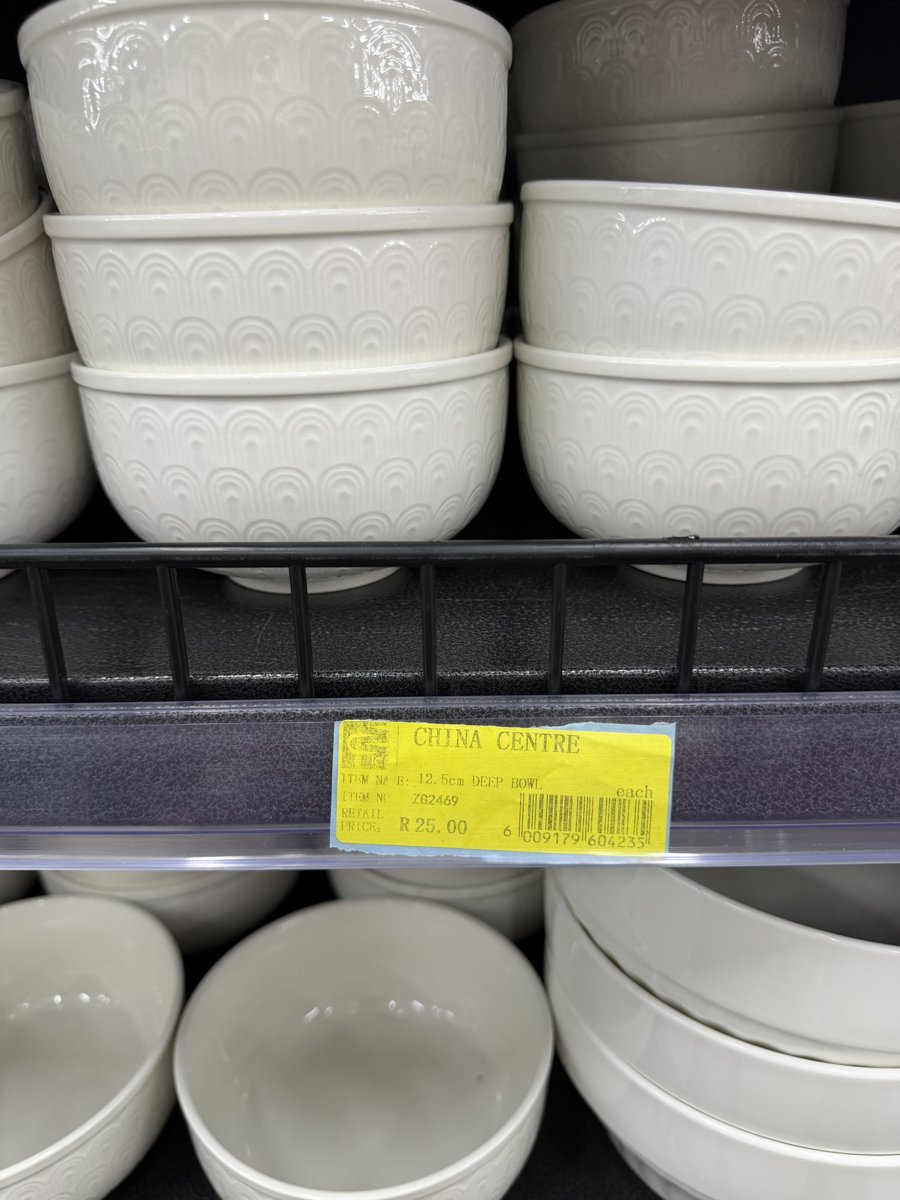 CHINA CENTRE
ITEM NAME: 12.5cm DEEP BOWL
ITEM NO ZG2469
each
RETAIL
PRICE: R 25.00
6 009179 604235